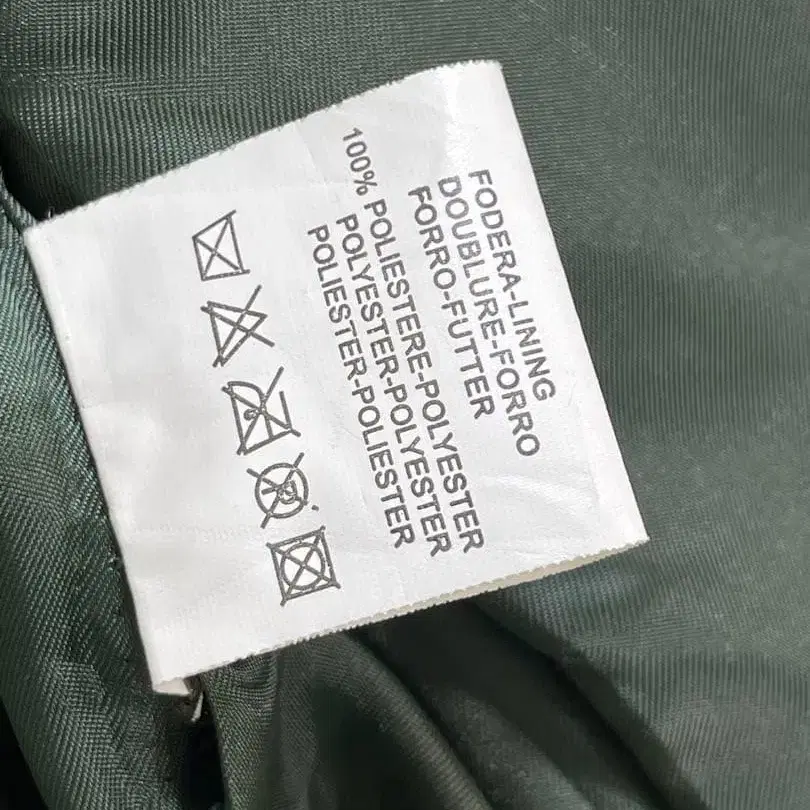 FODERA-LINING
DOUBLURE-FORRO
FORRO-FUTTER
100% POLIESTERE-POLYESTER
POLYESTER-POLYESTER
POLIESTER-POLIESTER